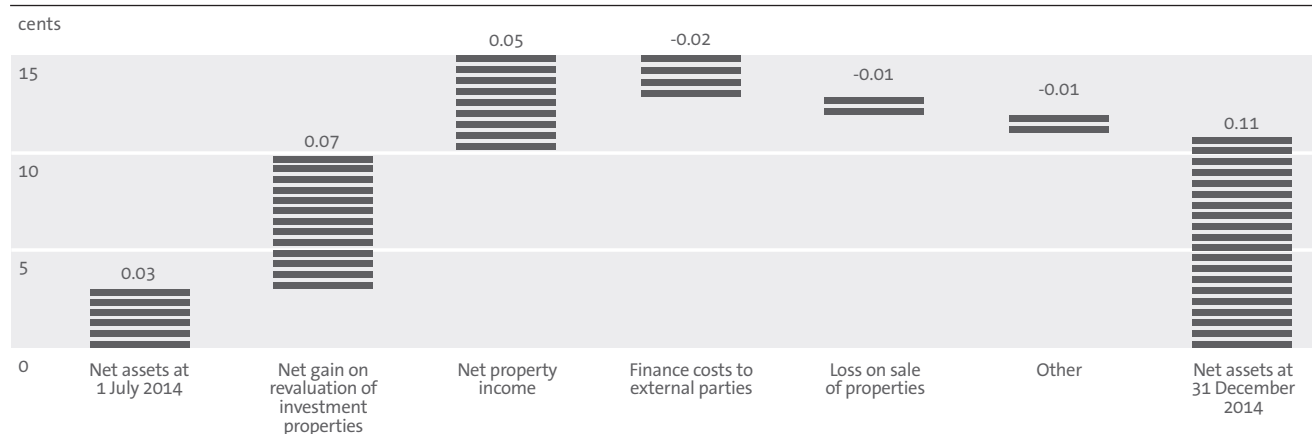 cents
15
10
5
0
0.03
0.07
0.05
-0.02
-0.01
-0.01
0.11
Net assets at
1 July 2014
Net gain on
revaluation of
investment
properties
Net property
income
Finance costs to
external parties
Loss on sale
of properties
Other
Net assets at
31 December
2014